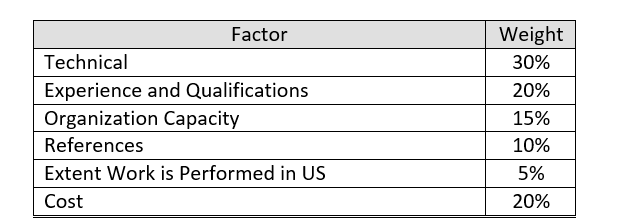 Factor Weight
Technical 30%
Experience and Qualifications 20%
Organization Capacity 15%
References 10%
Extent Work is Performed in US 5%
Cost 20%